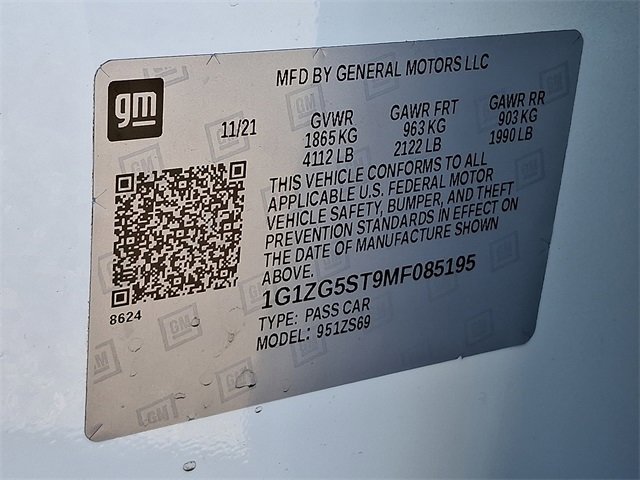 MFD BY GENERAL MOTORS LLC
gm
11/21
GVWR GAWR FRT GAWR RR
1865 KG 963 KG 903 KG
4112 LB 2122 LB 1990 LB
THIS VEHICLE CONFORMS TO ALL
APPLICABLE U.S. FEDERAL MOTOR
VEHICLE SAFETY, BUMPER, AND THEFT
PREVENTION STANDARDS IN EFFECT ON
THE DATE OF MANUFACTURE SHOWN
ABOVE.
1G1ZG5ST9MF085195
8624
TYPE: PASS CAR
MODEL: 951ZS69